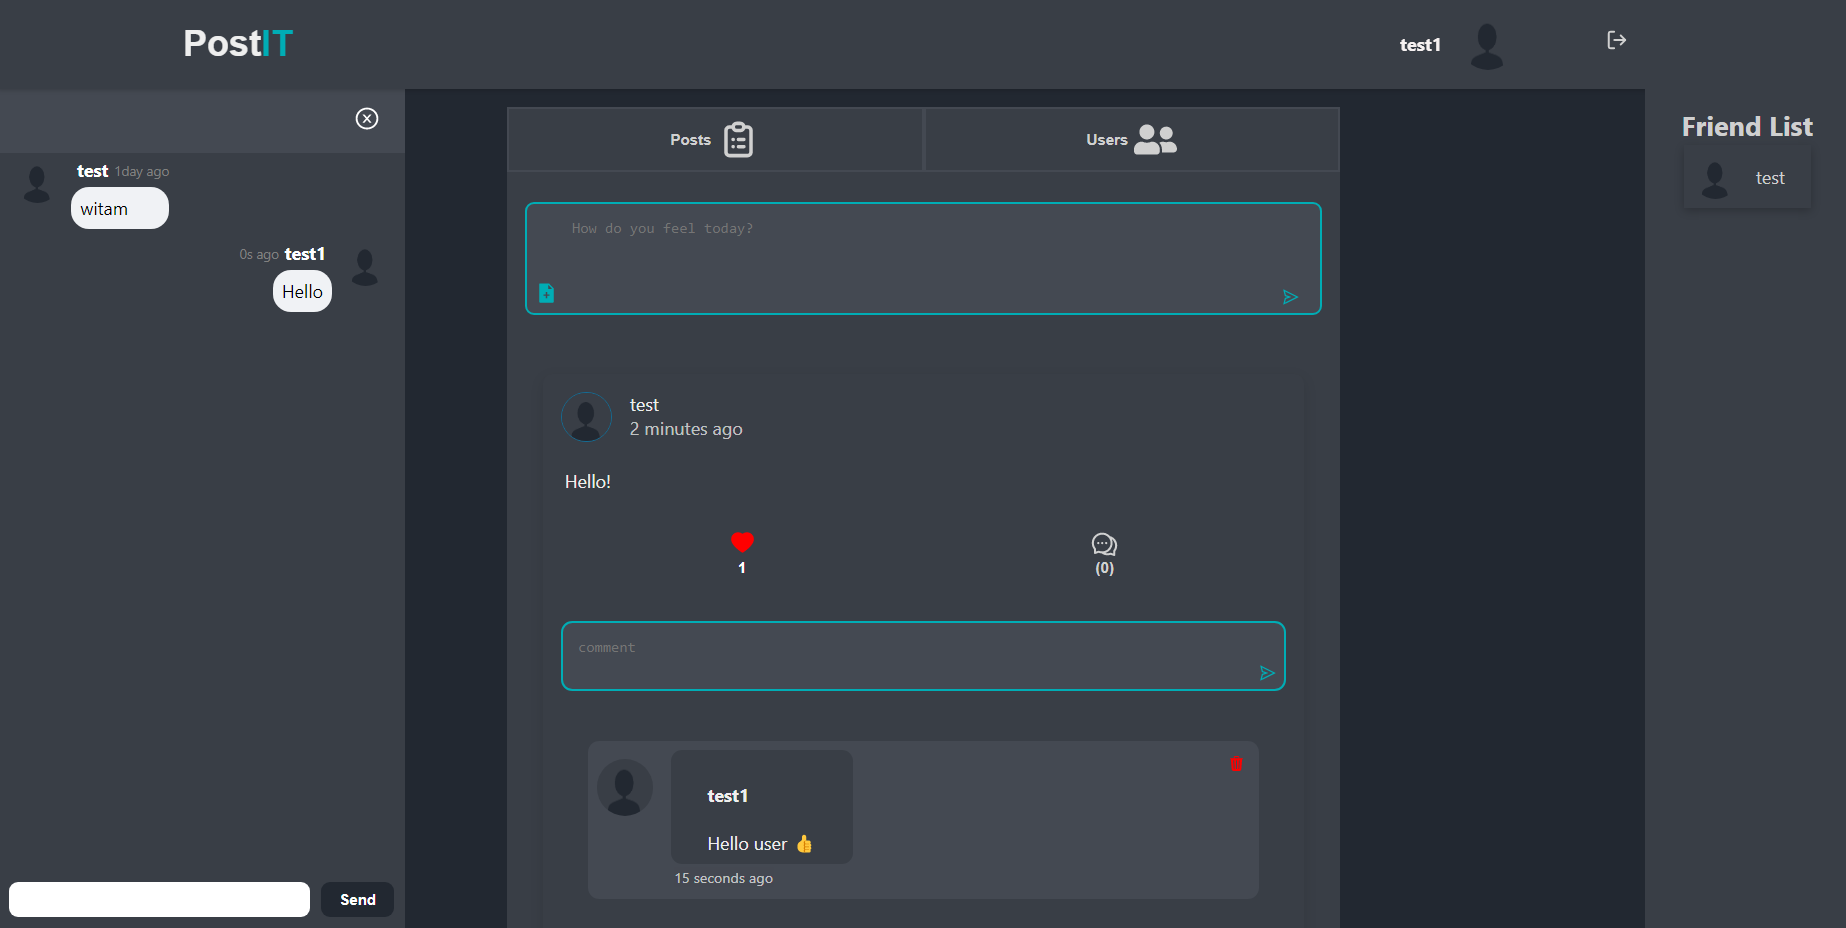 PostIT
test1
test 1day ago
witam
0s ago test1
Hello
Send
Posts
Users
How do you feel today?
test
2 minutes ago
Hello!
1
(0)
comment
test1
Hello user 👍
15 seconds ago
Friend List
test